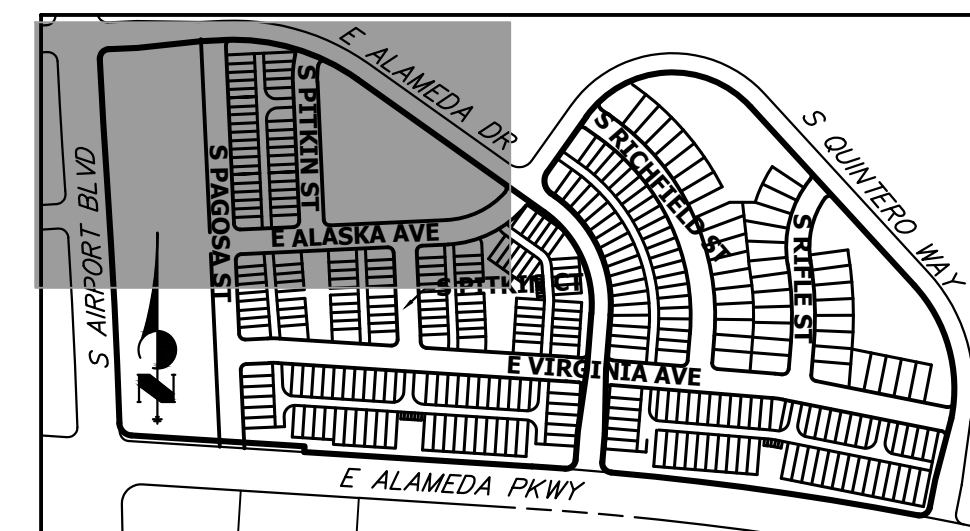 E ALAMEDA DR
S QUINTERO WAY
S RICHFIELD ST
S PITKIN ST
S PAGOSA ST
S AIRPORT BLVD
E ALASKA AVE
S RIFLE ST
S PITKIN CT
E VIRGINIA AVE
N
E ALAMEDA PKWY